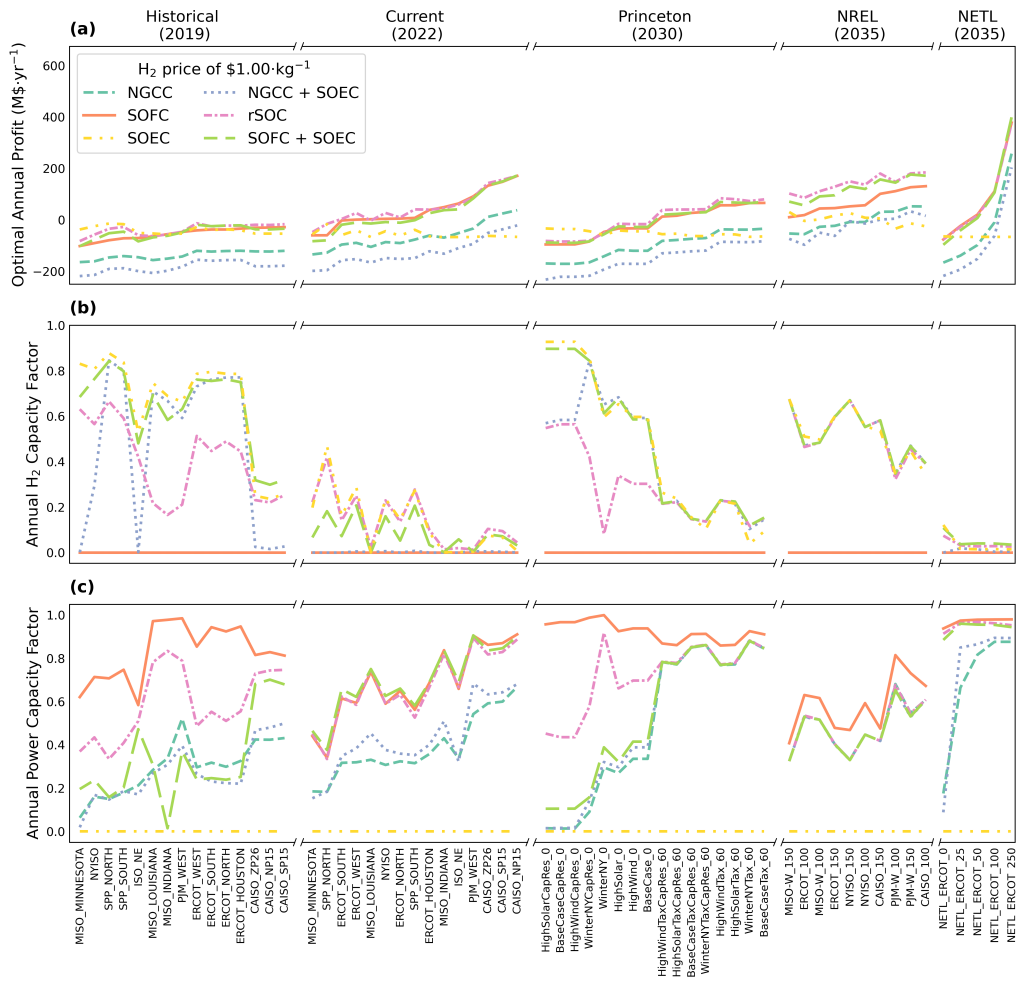 Historical
(2019)
Current
(2022)
Princeton
(2030)
NREL
(2035)
NETL
(2035)
(a)
Optimal Annual Profit (M$·yr⁻¹)
600
400
200
0
−200
H₂ price of $1.00·kg⁻¹
NGCC
SOFC
SOEC
NGCC + SOEC
rSOC
SOFC + SOEC
(b)
Annual H₂ Capacity Factor
1.0
0.8
0.6
0.4
0.2
0.0
(c)
Annual Power Capacity Factor
1.0
0.8
0.6
0.4
0.2
0.0
MISO_MINNESOTA
NYISO
SPP_NORTH
SPP_SOUTH
ISO_NE
MISO_LOUISIANA
MISO_INDIANA
PJM_WEST
ERCOT_WEST
ERCOT_SOUTH
ERCOT_NORTH
ERCOT_HOUSTON
CAISO_ZP26
CAISO_NP15
CAISO_SP15
MISO_MINNESOTA
SPP_NORTH
ERCOT_SOUTH
ERCOT_WEST
MISO_LOUISIANA
NYISO
ERCOT_NORTH
SPP_SOUTH
ERCOT_HOUSTON
MISO_INDIANA
ISO_NE
PJM_WEST
CAISO_ZP26
CAISO_SP15
CAISO_NP15
HighSolarCapRes_0
BaseCaseCapRes_0
HighWindCapRes_0
WinterNYCapRes_0
WinterNY_0
HighSolar_0
HighWind_0
BaseCase_0
HighWindTaxCapRes_60
HighSolarTaxCapRes_60
BaseCaseTaxCapRes_60
WinterNYTaxCapRes_60
HighWindTax_60
HighSolarTax_60
WinterNYTax_60
BaseCaseTax_60
MISO-W_150
ERCOT_100
MISO-W_100
ERCOT_150
NYISO_150
NYISO_100
CAISO_150
PJM-W_100
PJM-W_150
CAISO_100
NETL_ERCOT_0
NETL_ERCOT_25
NETL_ERCOT_50
NETL_ERCOT_100
NETL_ERCOT_250